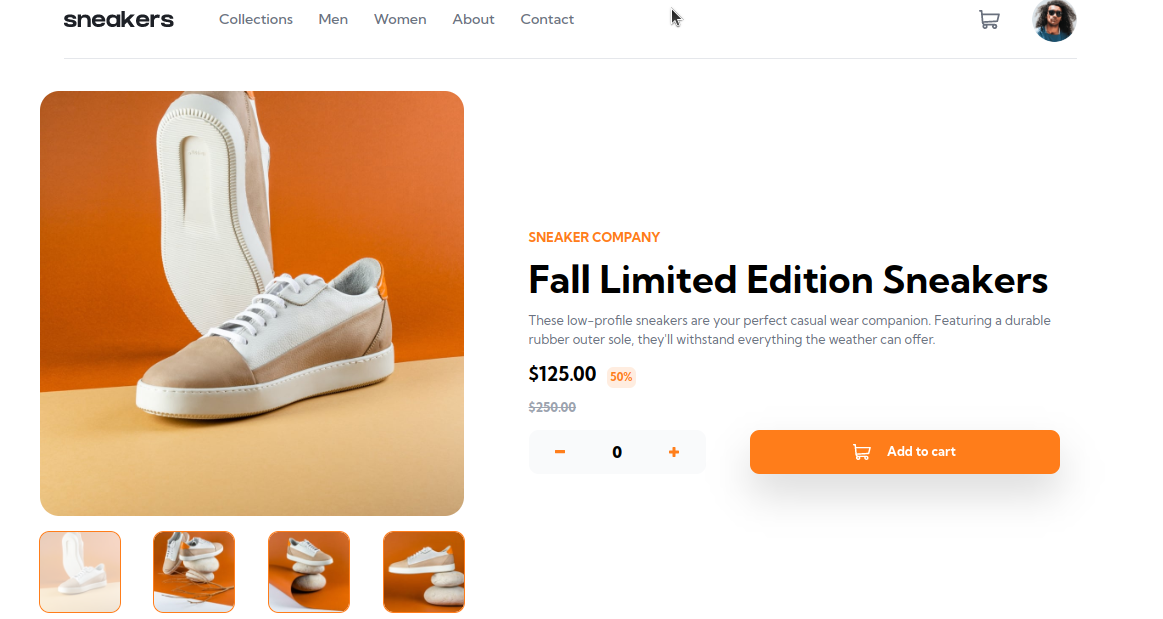 sneakers
Collections Men Women About Contact
SNEAKER COMPANY
Fall Limited Edition Sneakers
These low-profile sneakers are your perfect casual wear companion. Featuring a durable
rubber outer sole, they'll withstand everything the weather can offer.
$125.00 50%
$250.00
0
Add to cart